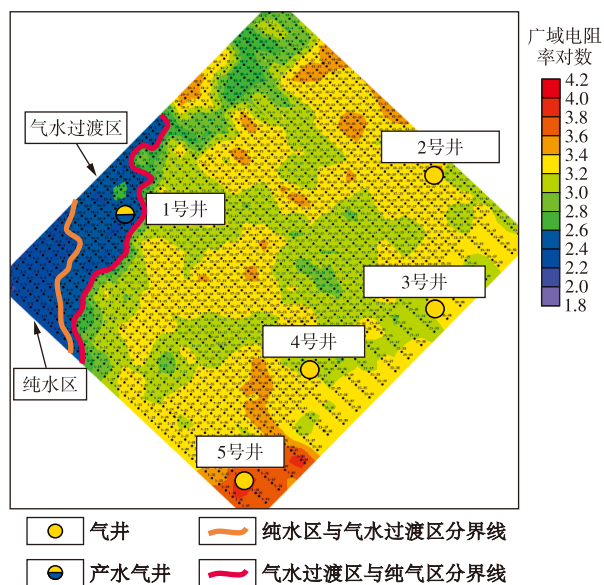 广域电阻
率对数
4.2
4.0
3.8
3.6
3.4
3.2
3.0
2.8
2.6
2.4
2.2
2.0
1.8
气水过渡区
2号井
1号井
3号井
4号井
纯水区
5号井
气井
纯水区与气水过渡区分界线
产水气井
气水过渡区与纯气区分界线